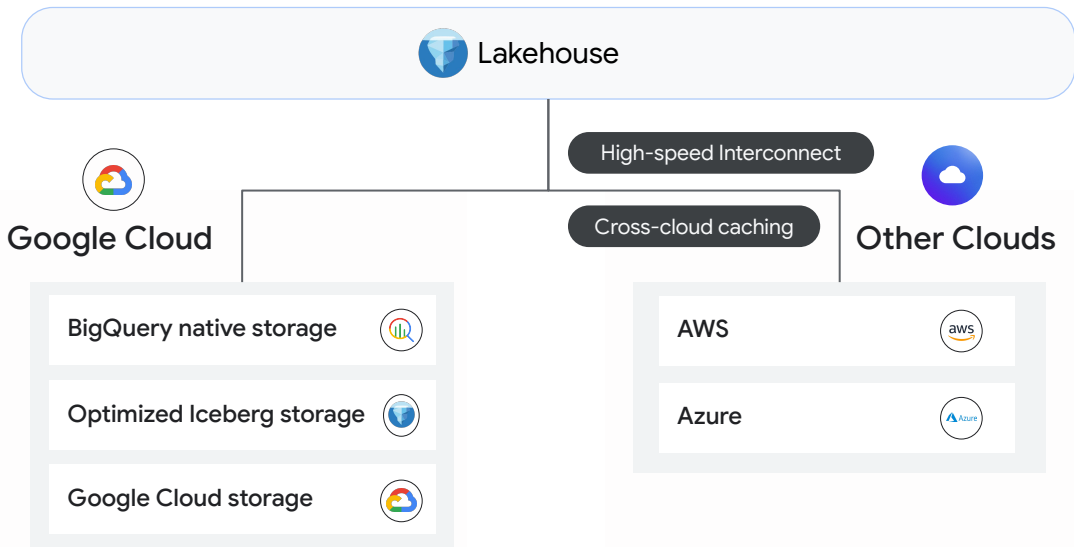 Lakehouse
High-speed Interconnect
Cross-cloud caching
Google Cloud
BigQuery native storage
Optimized Iceberg storage
Google Cloud storage
Other Clouds
AWS
aws
Azure
Azure